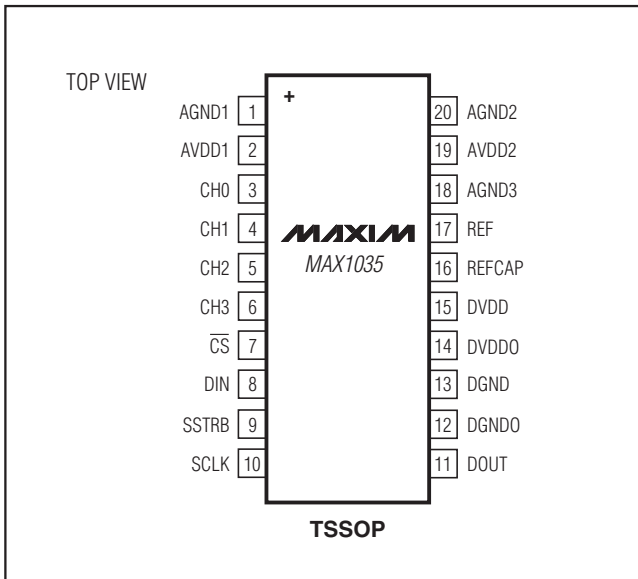 TOP VIEW
+
AGND1 1 20 AGND2
AVDD1 2 19 AVDD2
CH0 3 18 AGND3
CH1 4 MAXIM 17 REF
CH2 5 MAX1035 16 REFCAP
CH3 6 15 DVDD
C̅S̅ 7 14 DVDDO
DIN 8 13 DGND
SSTRB 9 12 DGNDO
SCLK 10 11 DOUT
TSSOP